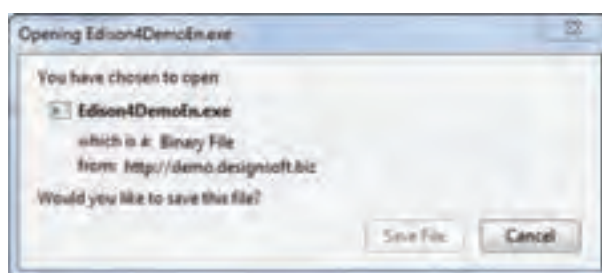 Opening Edison4DemoEn.exe
You have chosen to open
Edison4DemoEn.exe
which is a: Binary File
from: http://demo.designsoft.biz
Would you like to save this file?
Save File
Cancel